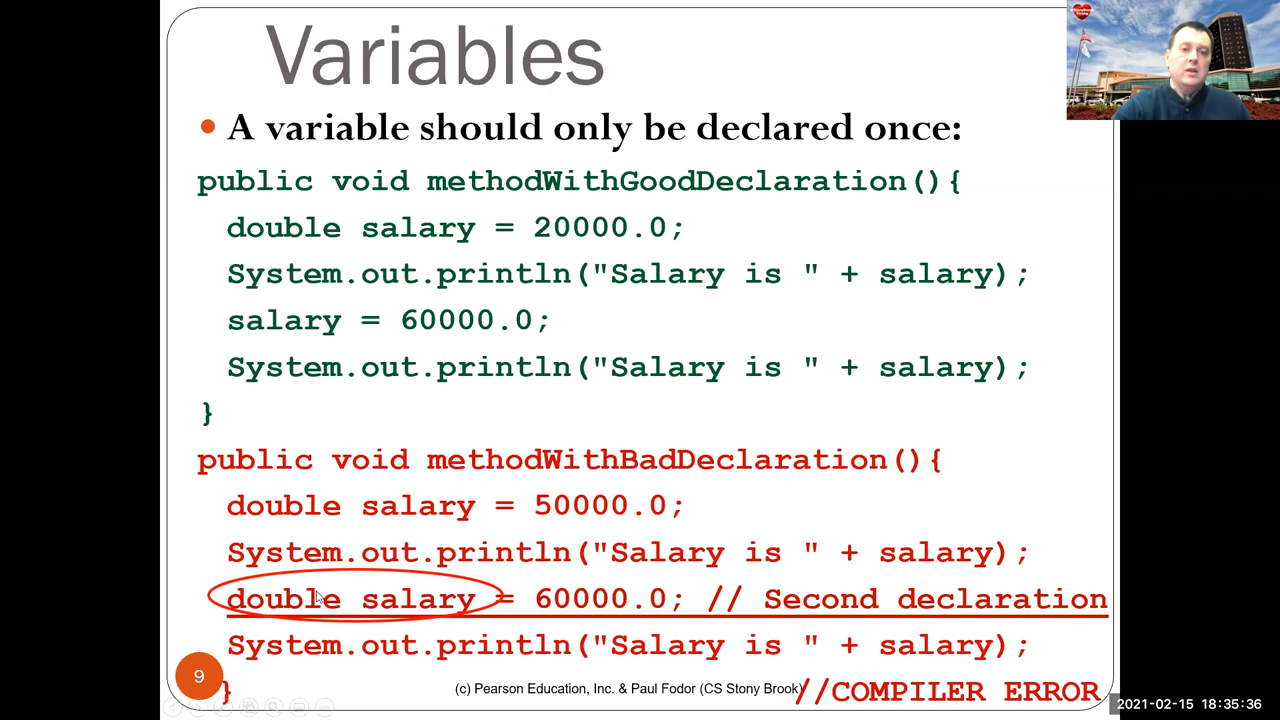 Variables
• A variable should only be declared once:
public void methodWithGoodDeclaration(){
double salary = 20000.0;
System.out.println("Salary is " + salary);
salary = 60000.0;
System.out.println("Salary is " + salary);
}
public void methodWithBadDeclaration(){
double salary = 50000.0;
System.out.println("Salary is " + salary);
double salary = 60000.0; // Second declaration
System.out.println("Salary is " + salary);
} //COMPILER ERROR
9
(c) Pearson Education, Inc. & Paul Fodor (CS Stony Brook)
2021-02-15 18:35:36